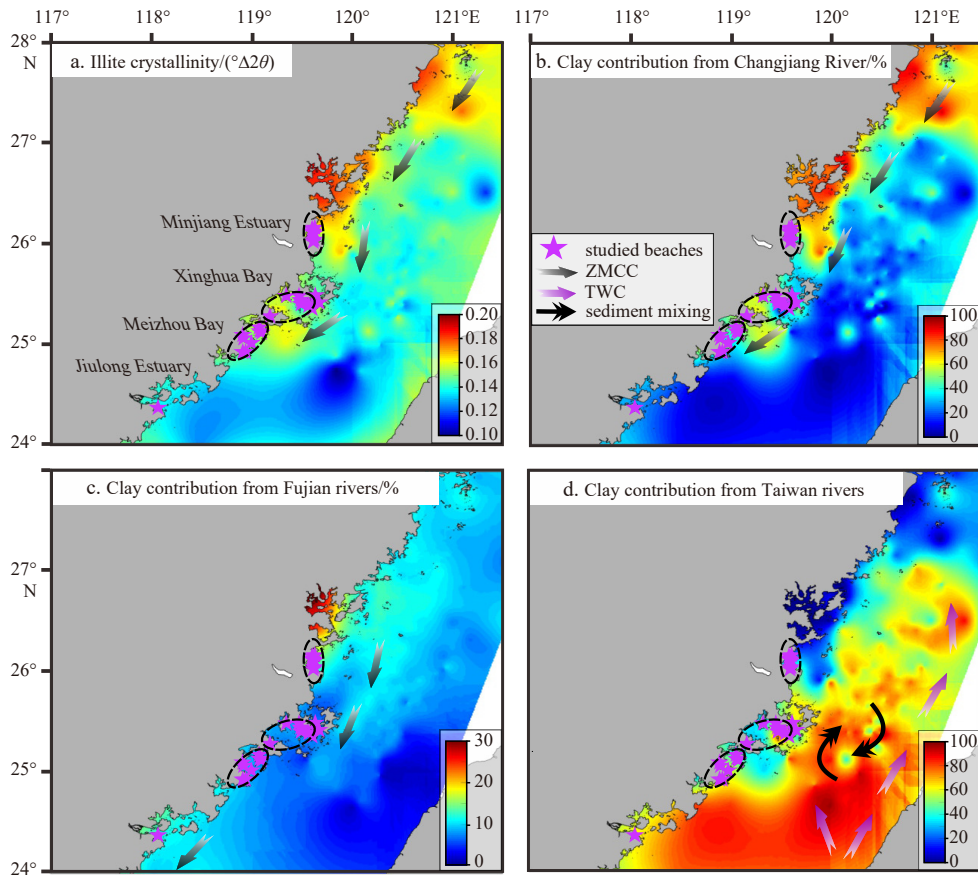 117° 118° 119° 120° 121°E
117° 118° 119° 120° 121°E
28°
N
27°
26°
25°
24°
a. Illite crystallinity/(°Δ2θ)
Minjiang Estuary
Xinghua Bay
Meizhou Bay
Jiulong Estuary
0.20
0.18
0.16
0.14
0.12
0.10
b. Clay contribution from Changjiang River/%
studied beaches
ZMCC
TWC
sediment mixing
100
80
60
40
20
0
27°
N
26°
25°
24°
c. Clay contribution from Fujian rivers/%
30
20
10
0
d. Clay contribution from Taiwan rivers
100
80
60
40
20
0